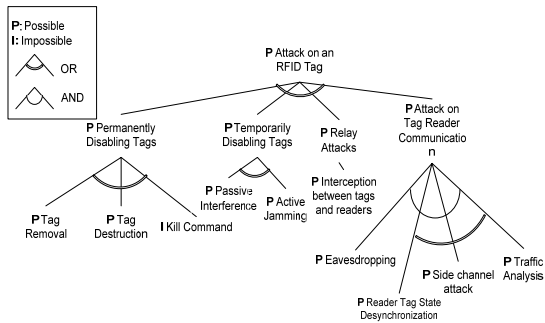 P: Possible
I: Impossible
OR
AND
P Attack on an
RFID Tag
P Permanently
Disabling Tags
P Temporarily
Disabling Tags
P Relay
Attacks
P Attack on
Tag Reader
Communicatio
n
P Tag
Removal
P Tag
Destruction
I Kill Command
P Passive
Interference
P Active
Jamming
P Interception
between tags
and readers
P Eavesdropping
P Reader Tag State
Desynchronization
P Side channel
attack
P Traffic
Analysis